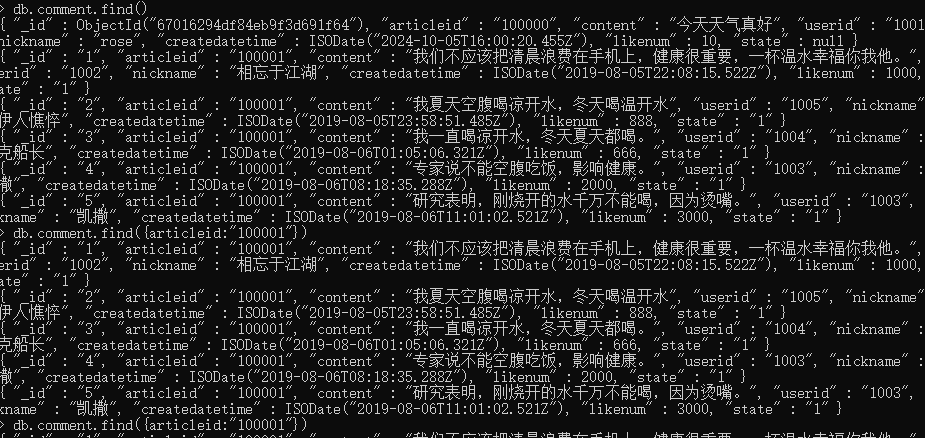 > db.comment.find()
{ "_id" : ObjectId("67016294df84eb9f3d691f64"), "articleid" : "100000", "content" : "今天天气真好", "userid" : "1001
nickname" : "rose", "createdatetime" : ISODate("2024-10-05T16:00:20.455Z"), "likenum" : 10, "state" : null }
{ "_id" : "1", "articleid" : "100001", "content" : "我们不应该把清晨浪费在手机上，健康很重要，一杯温水幸福你我他。",
erid" : "1002", "nickname" : "相忘于江湖", "createdatetime" : ISODate("2019-08-05T22:08:15.522Z"), "likenum" : 1000,
ate" : "1" }
{ "_id" : "2", "articleid" : "100001", "content" : "我夏天空腹喝凉开水，冬天喝温开水", "userid" : "1005", "nickname"
伊人憔悴", "createdatetime" : ISODate("2019-08-05T23:58:51.485Z"), "likenum" : 888, "state" : "1" }
{ "_id" : "3", "articleid" : "100001", "content" : "我一直喝凉开水，冬天夏天都喝。", "userid" : "1004", "nickname" :
克船长", "createdatetime" : ISODate("2019-08-06T01:05:06.321Z"), "likenum" : 666, "state" : "1" }
{ "_id" : "4", "articleid" : "100001", "content" : "专家说不能空腹吃饭，影响健康。", "userid" : "1003", "nickname" :
撒", "createdatetime" : ISODate("2019-08-06T08:18:35.288Z"), "likenum" : 2000, "state" : "1" }
{ "_id" : "5", "articleid" : "100001", "content" : "研究表明，刚烧开的水千万不能喝，因为烫嘴。", "userid" : "1003",
kname" : "凯撒", "createdatetime" : ISODate("2019-08-06T11:01:02.521Z"), "likenum" : 3000, "state" : "1" }
> db.comment.find({articleid:"100001"})
{ "_id" : "1", "articleid" : "100001", "content" : "我们不应该把清晨浪费在手机上，健康很重要，一杯温水幸福你我他。",
erid" : "1002", "nickname" : "相忘于江湖", "createdatetime" : ISODate("2019-08-05T22:08:15.522Z"), "likenum" : 1000,
ate" : "1" }
{ "_id" : "2", "articleid" : "100001", "content" : "我夏天空腹喝凉开水，冬天喝温开水", "userid" : "1005", "nickname"
伊人憔悴", "createdatetime" : ISODate("2019-08-05T23:58:51.485Z"), "likenum" : 888, "state" : "1" }
{ "_id" : "3", "articleid" : "100001", "content" : "我一直喝凉开水，冬天夏天都喝。", "userid" : "1004", "nickname" :
克船长", "createdatetime" : ISODate("2019-08-06T01:05:06.321Z"), "likenum" : 666, "state" : "1" }
{ "_id" : "4", "articleid" : "100001", "content" : "专家说不能空腹吃饭，影响健康。", "userid" : "1003", "nickname" :
撒", "createdatetime" : ISODate("2019-08-06T08:18:35.288Z"), "likenum" : 2000, "state" : "1" }
{ "_id" : "5", "articleid" : "100001", "content" : "研究表明，刚烧开的水千万不能喝，因为烫嘴。", "userid" : "1003"
kname" : "凯撒", "createdatetime" : ISODate("2019-08-06T11:01:02.521Z"), "likenum" : 3000, "state" : "1" }
> db.comment.find({articleid:"100001"})